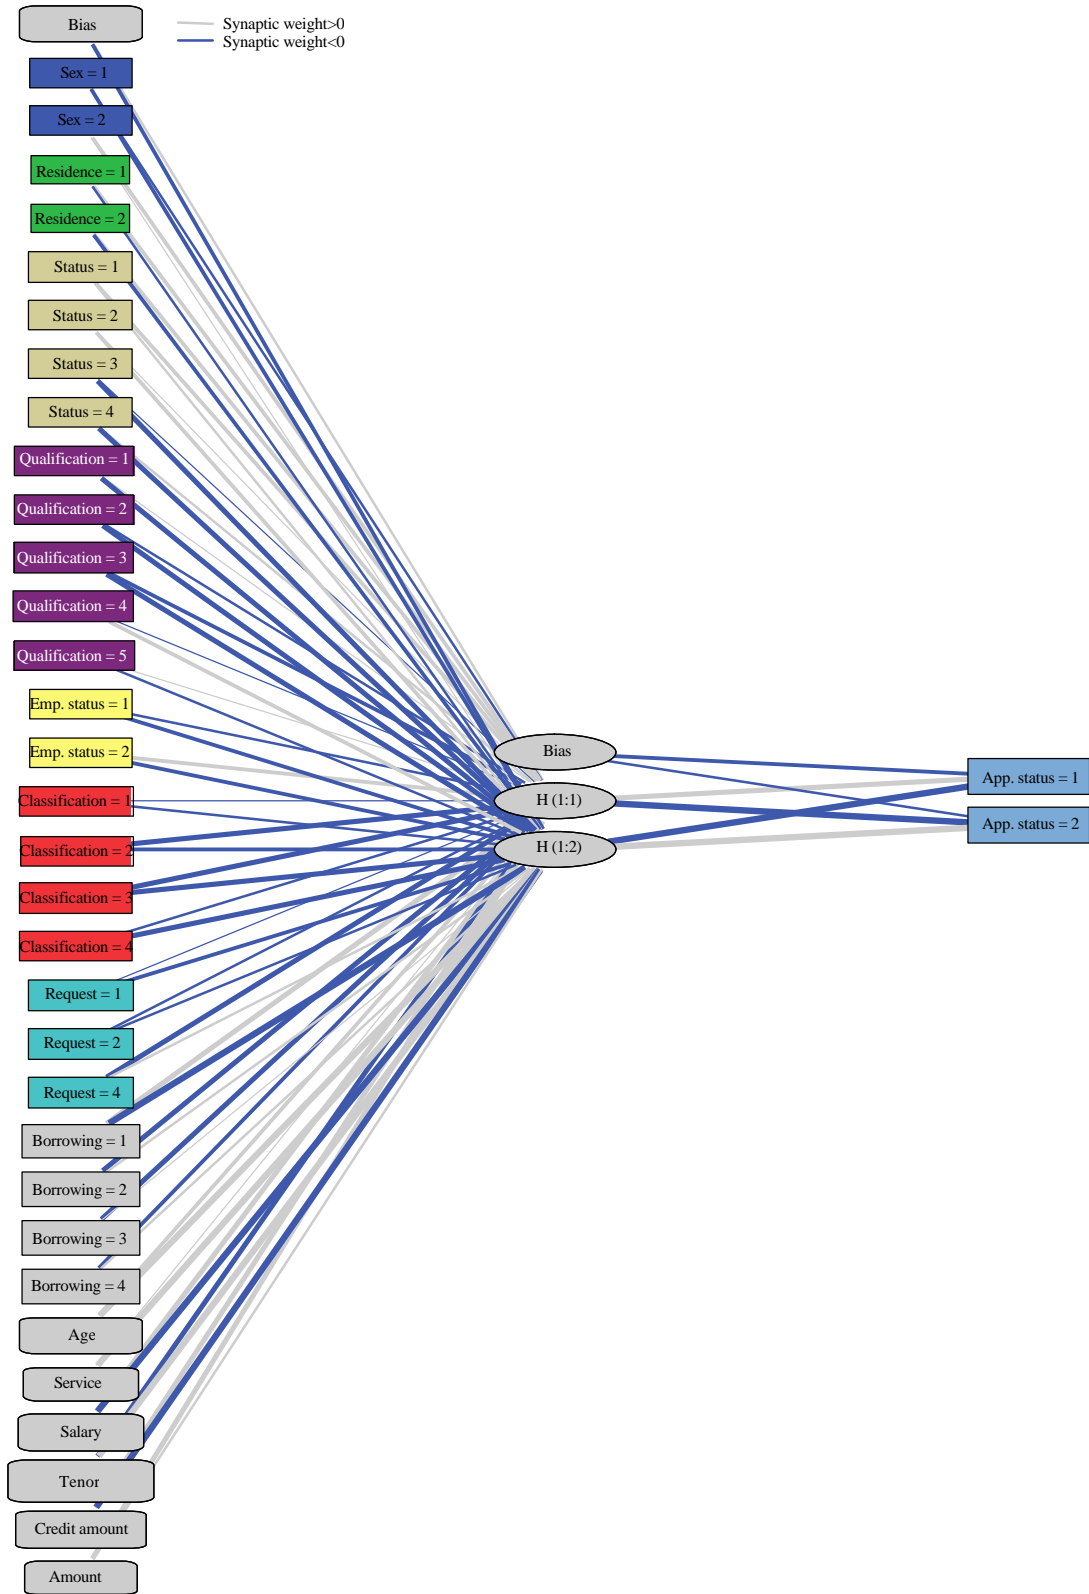 Bias
Synaptic weight>0
Synaptic weight<0
Sex = 1
Sex = 2
Residence = 1
Residence = 2
Status = 1
Status = 2
Status = 3
Status = 4
Qualification = 1
Qualification = 2
Qualification = 3
Qualification = 4
Qualification = 5
Emp. status = 1
Emp. status = 2
Classification = 1
Classification = 2
Classification = 3
Classification = 4
Request = 1
Request = 2
Request = 4
Borrowing = 1
Borrowing = 2
Borrowing = 3
Borrowing = 4
Age
Service
Salary
Tenor
Credit amount
Amount
Bias
H (1:1)
H (1:2)
App. status = 1
App. status = 2